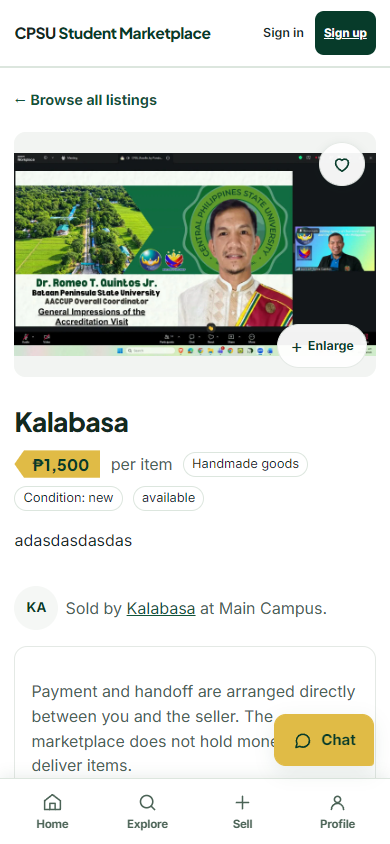 CPSU Student Marketplace
Sign in
Sign up
← Browse all listings
CENTRAL PHILIPPINES STATE UNIVERSITY
Dr. Romeo T. Quintos Jr.
Bataan Peninsula State University
AACCUP Overall Coordinator
General Impressions of the
Accreditation Visit
+ Enlarge
Kalabasa
₱1,500
per item
Handmade goods
Condition: new
available
adasdasdasdas
KA
Sold by Kalabasa at Main Campus.
Payment and handoff are arranged directly
between you and the seller. The
marketplace does not hold
deliver items.
Chat
Home
Explore
Sell
Profile